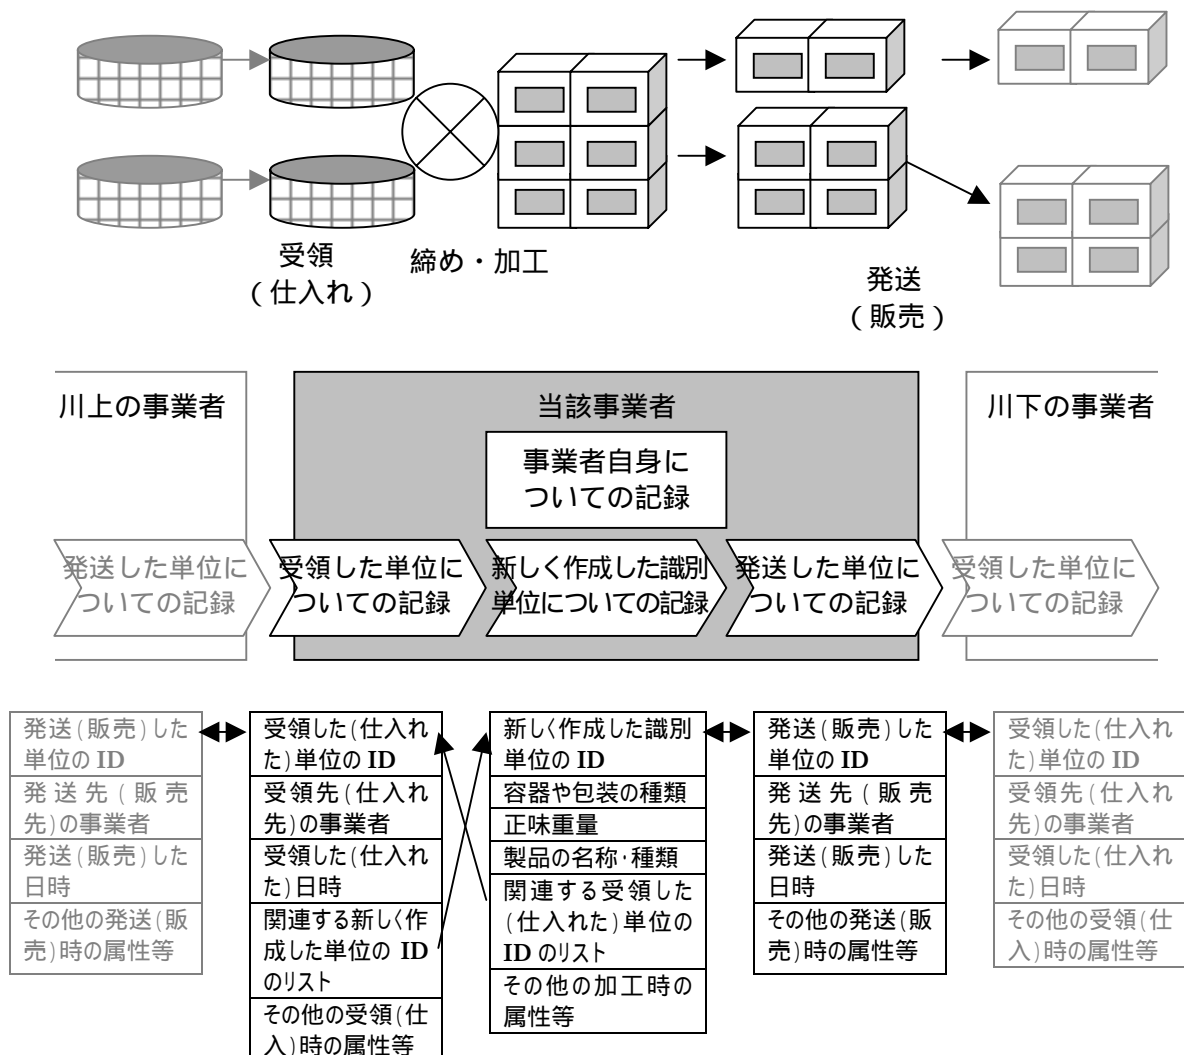 受領
(仕入れ)
締め・加工
発送
(販売)
川上の事業者
当該事業者
川下の事業者
事業者自身に
ついての記録
発送した単位に
ついての記録
受領した単位に
ついての記録
新しく作成した識別
単位についての記録
発送した単位に
ついての記録
受領した単位に
ついての記録
発送(販売)した
単位の ID
発送先(販売
先)の事業者
発送(販売)した
日時
その他の発送(販
売)時の属性等
受領した(仕入れ
た)単位の ID
受領先(仕入れ
先)の事業者
受領した(仕入れ
た)日時
関連する新しく作
成した単位の ID
のリスト
その他の受領(仕
入)時の属性等
新しく作成した識別
単位の ID
容器や包装の種類
正味重量
製品の名称・種類
関連する受領した
(仕入れた)単位の
ID のリスト
その他の加工時の
属性等
発送(販売)した
単位の ID
発送先(販売
先)の事業者
発送(販売)した
日時
その他の発送(販
売)時の属性等
受領した(仕入れ
た)単位の ID
受領先(仕入れ
先)の事業者
受領した(仕入れ
た)日時
その他の受領(仕
入)時の属性等